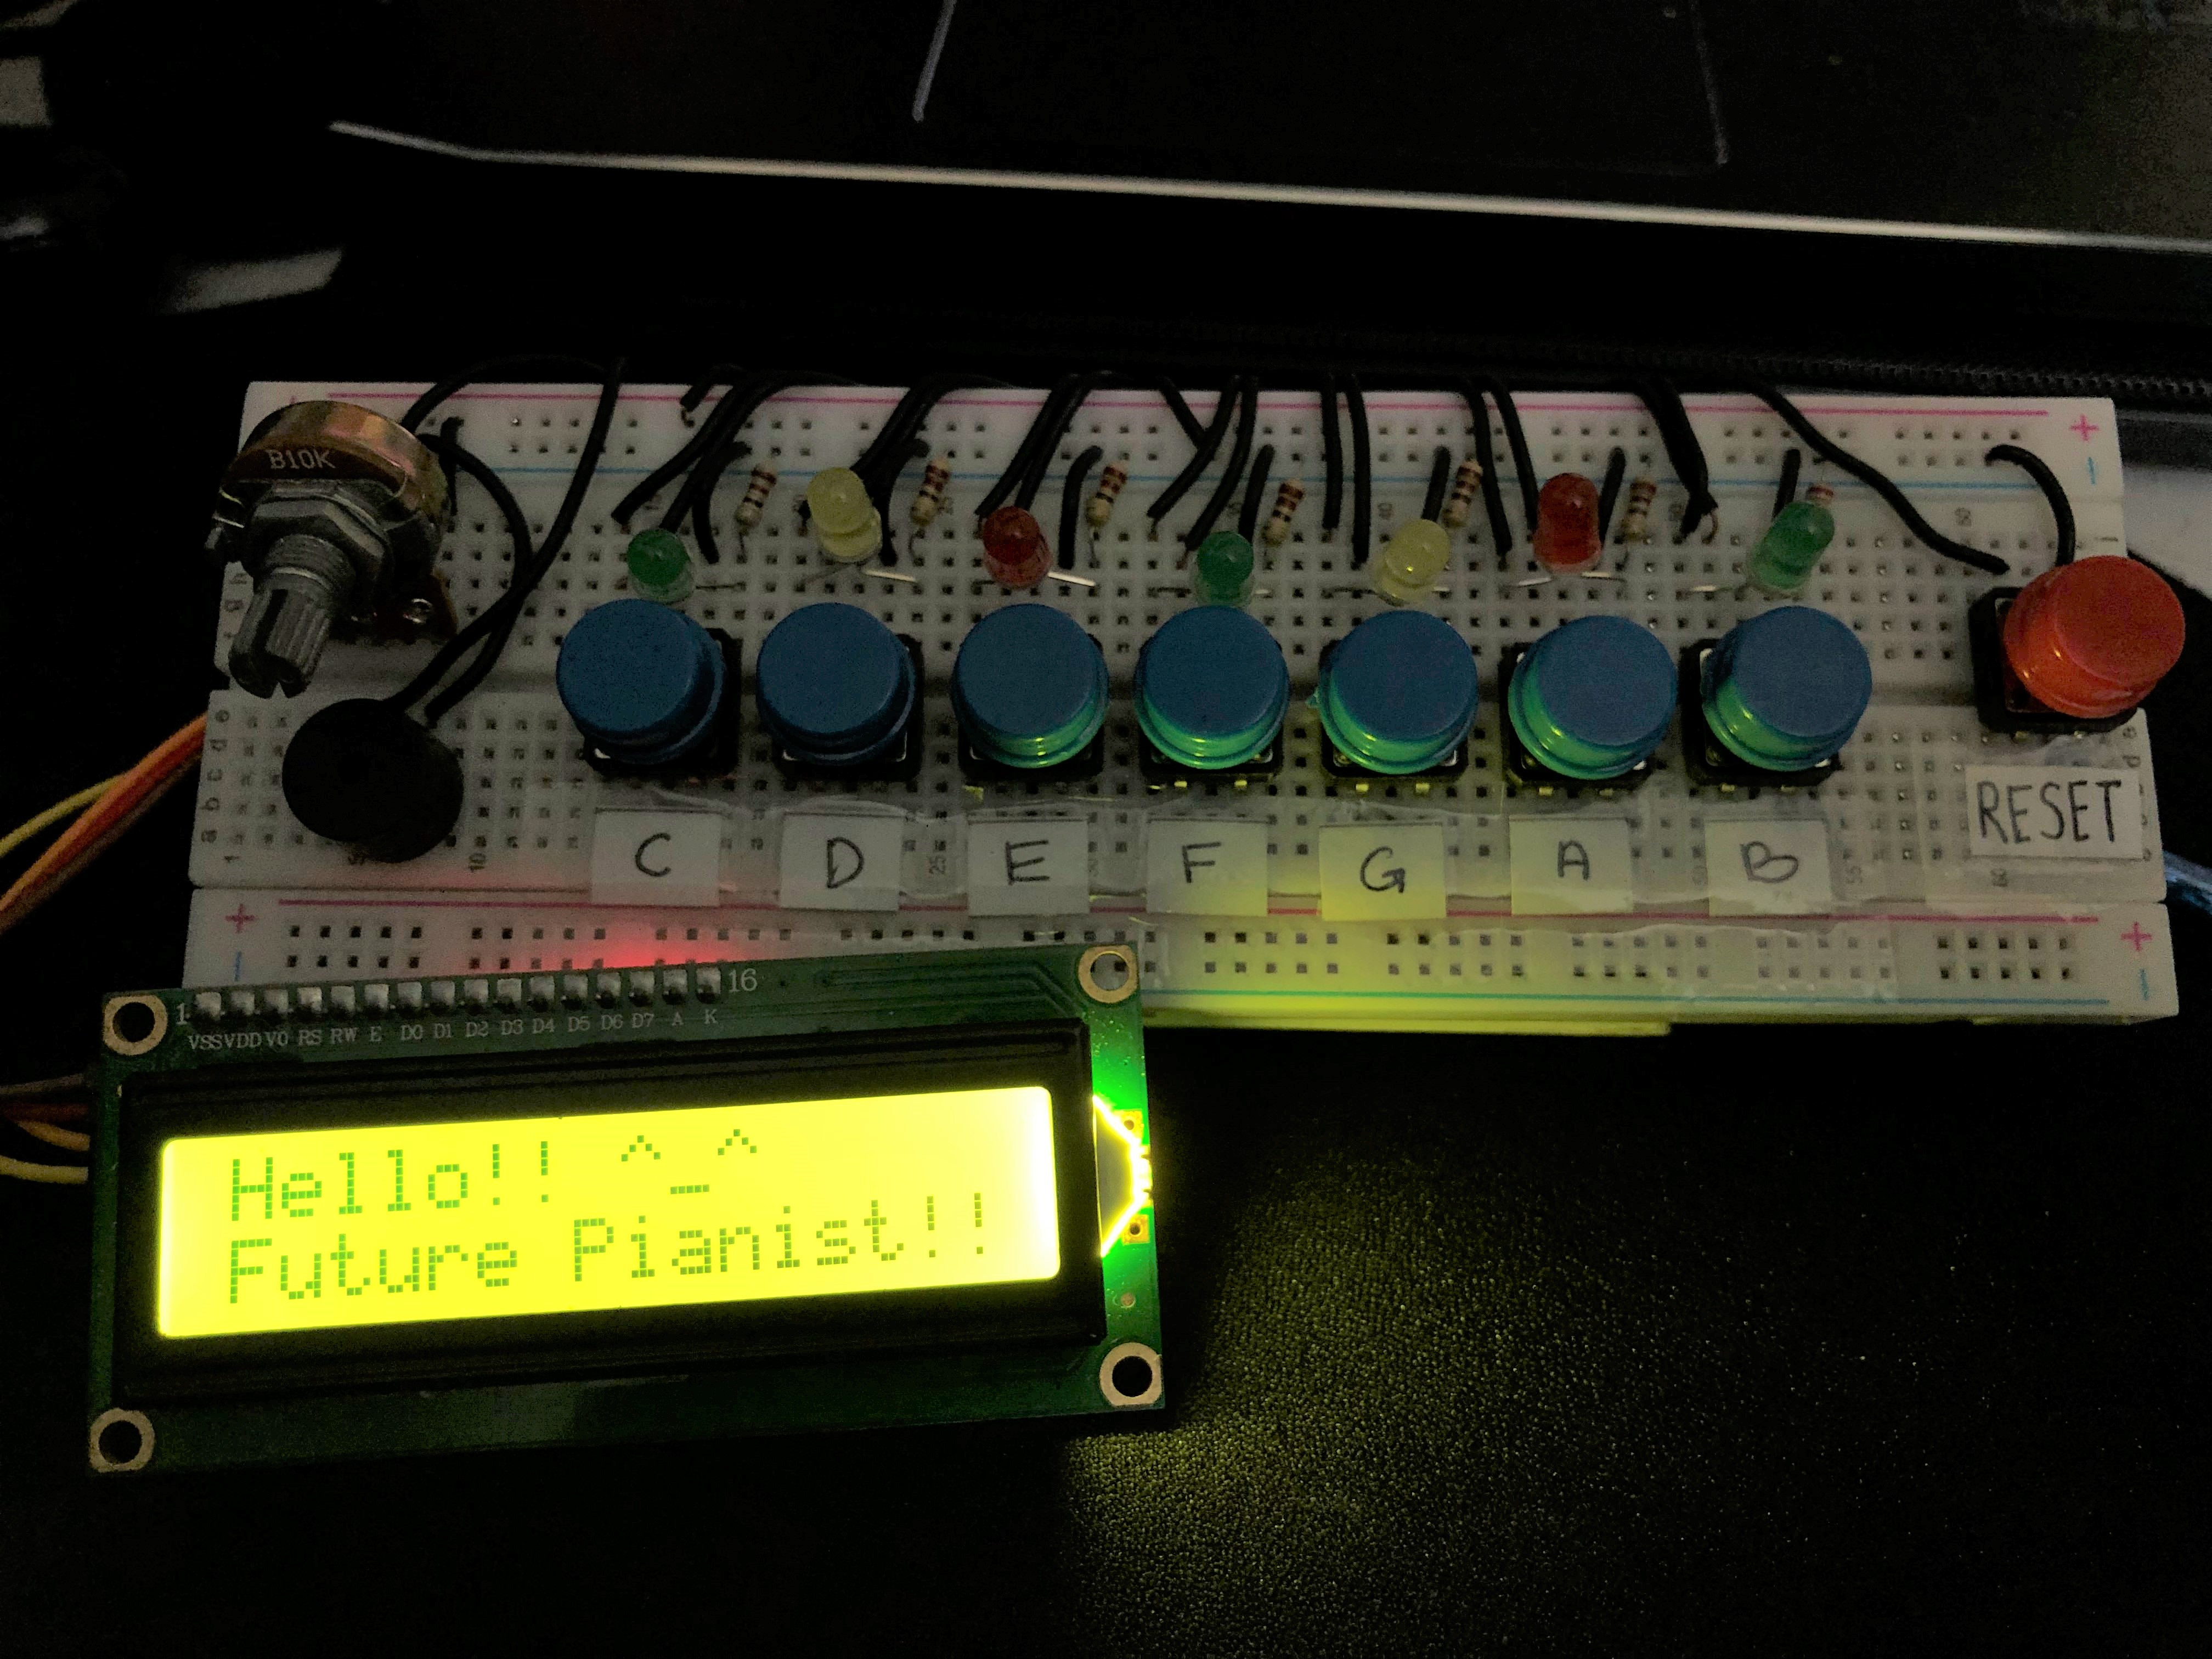 B10K
C D E F G A B
RESET
1 16
VSS VDD V0 RS RW E D0 D1 D2 D3 D4 D5 D6 D7 A K
Hello!! ^_^
Future Pianist!!